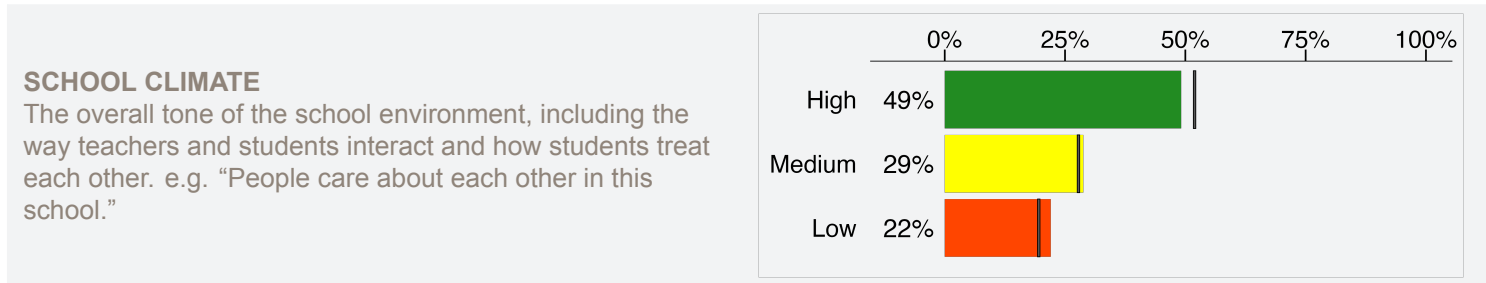 SCHOOL CLIMATE
The overall tone of the school environment, including the
way teachers and students interact and how students treat
each other. e.g. “People care about each other in this
school.”
0% 25% 50% 75% 100%
High 49%
Medium 29%
Low 22%